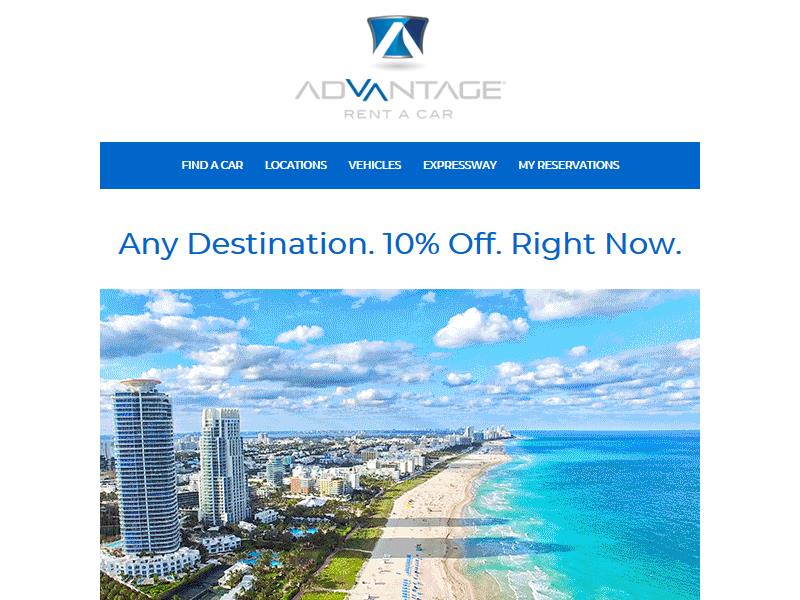 ADVANTAGE
RENT A CAR
FIND A CAR LOCATIONS VEHICLES EXPRESSWAY MY RESERVATIONS
Any Destination. 10% Off. Right Now.